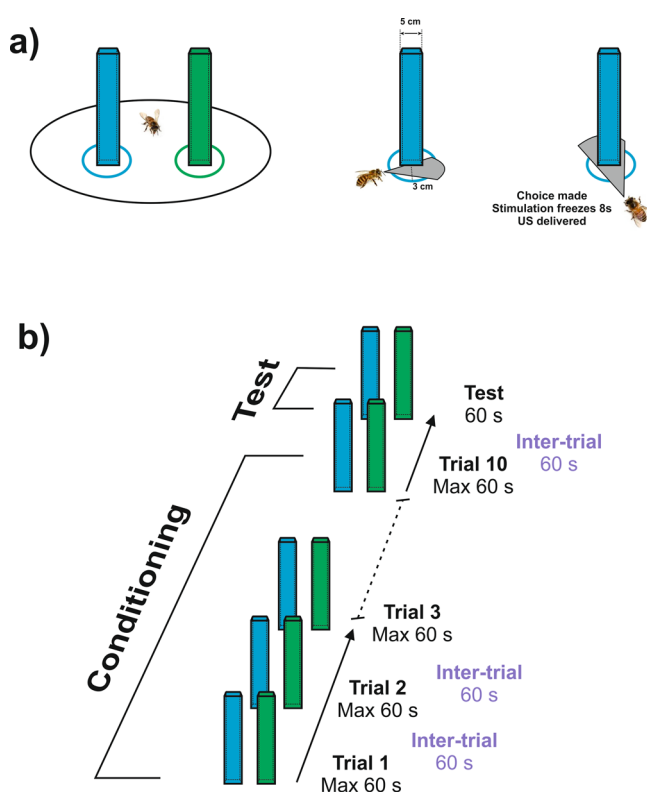 a)
5 cm
3 cm
Choice made
Stimulation freezes 8s
US delivered
b)
Test
Test
60 s
Inter-trial
60 s
Trial 10
Max 60 s
Conditioning
Trial 3
Max 60 s
Inter-trial
60 s
Trial 2
Max 60 s
Inter-trial
60 s
Trial 1
Max 60 s